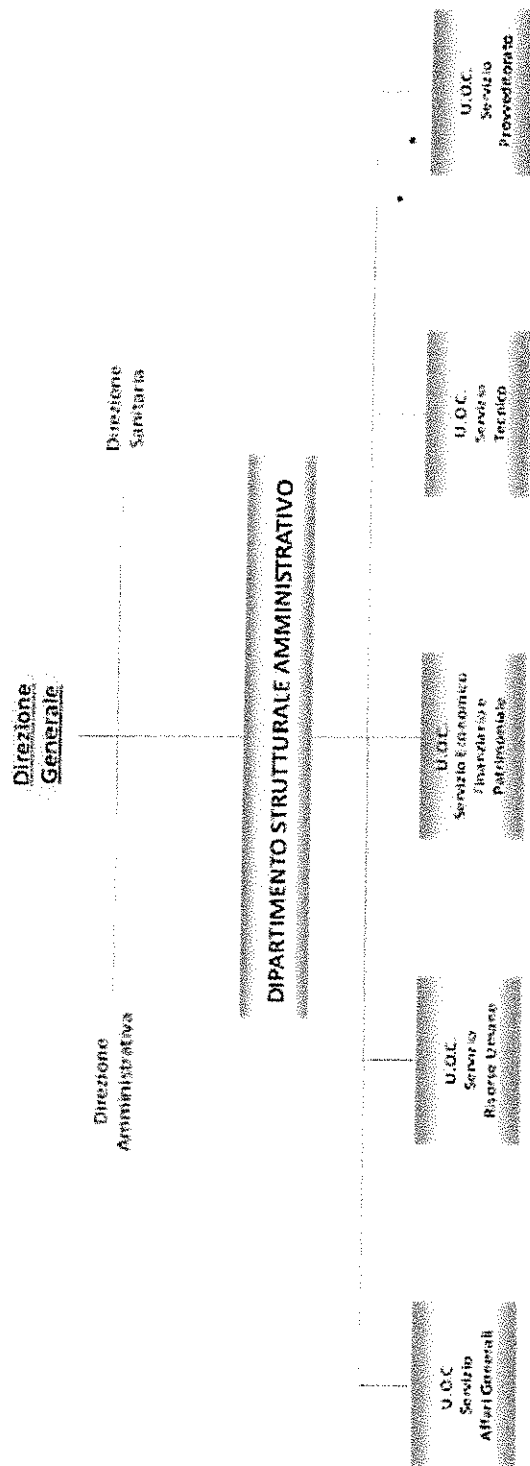 Direzione
Generale
Direzione
Amministrativa
Direzione
Sanitaria
DIPARTIMENTO STRUTTURALE AMMINISTRATIVO
U.O.C
Servizio
Affari Generali
U.O.C.
Servizio
Risorse Umane
U.O.C.
Servizio Economico
Finanziario e
Patrimoniale
U.O.C.
Servizio
Tecnico
U.O.C.
Servizio
Provveditorato